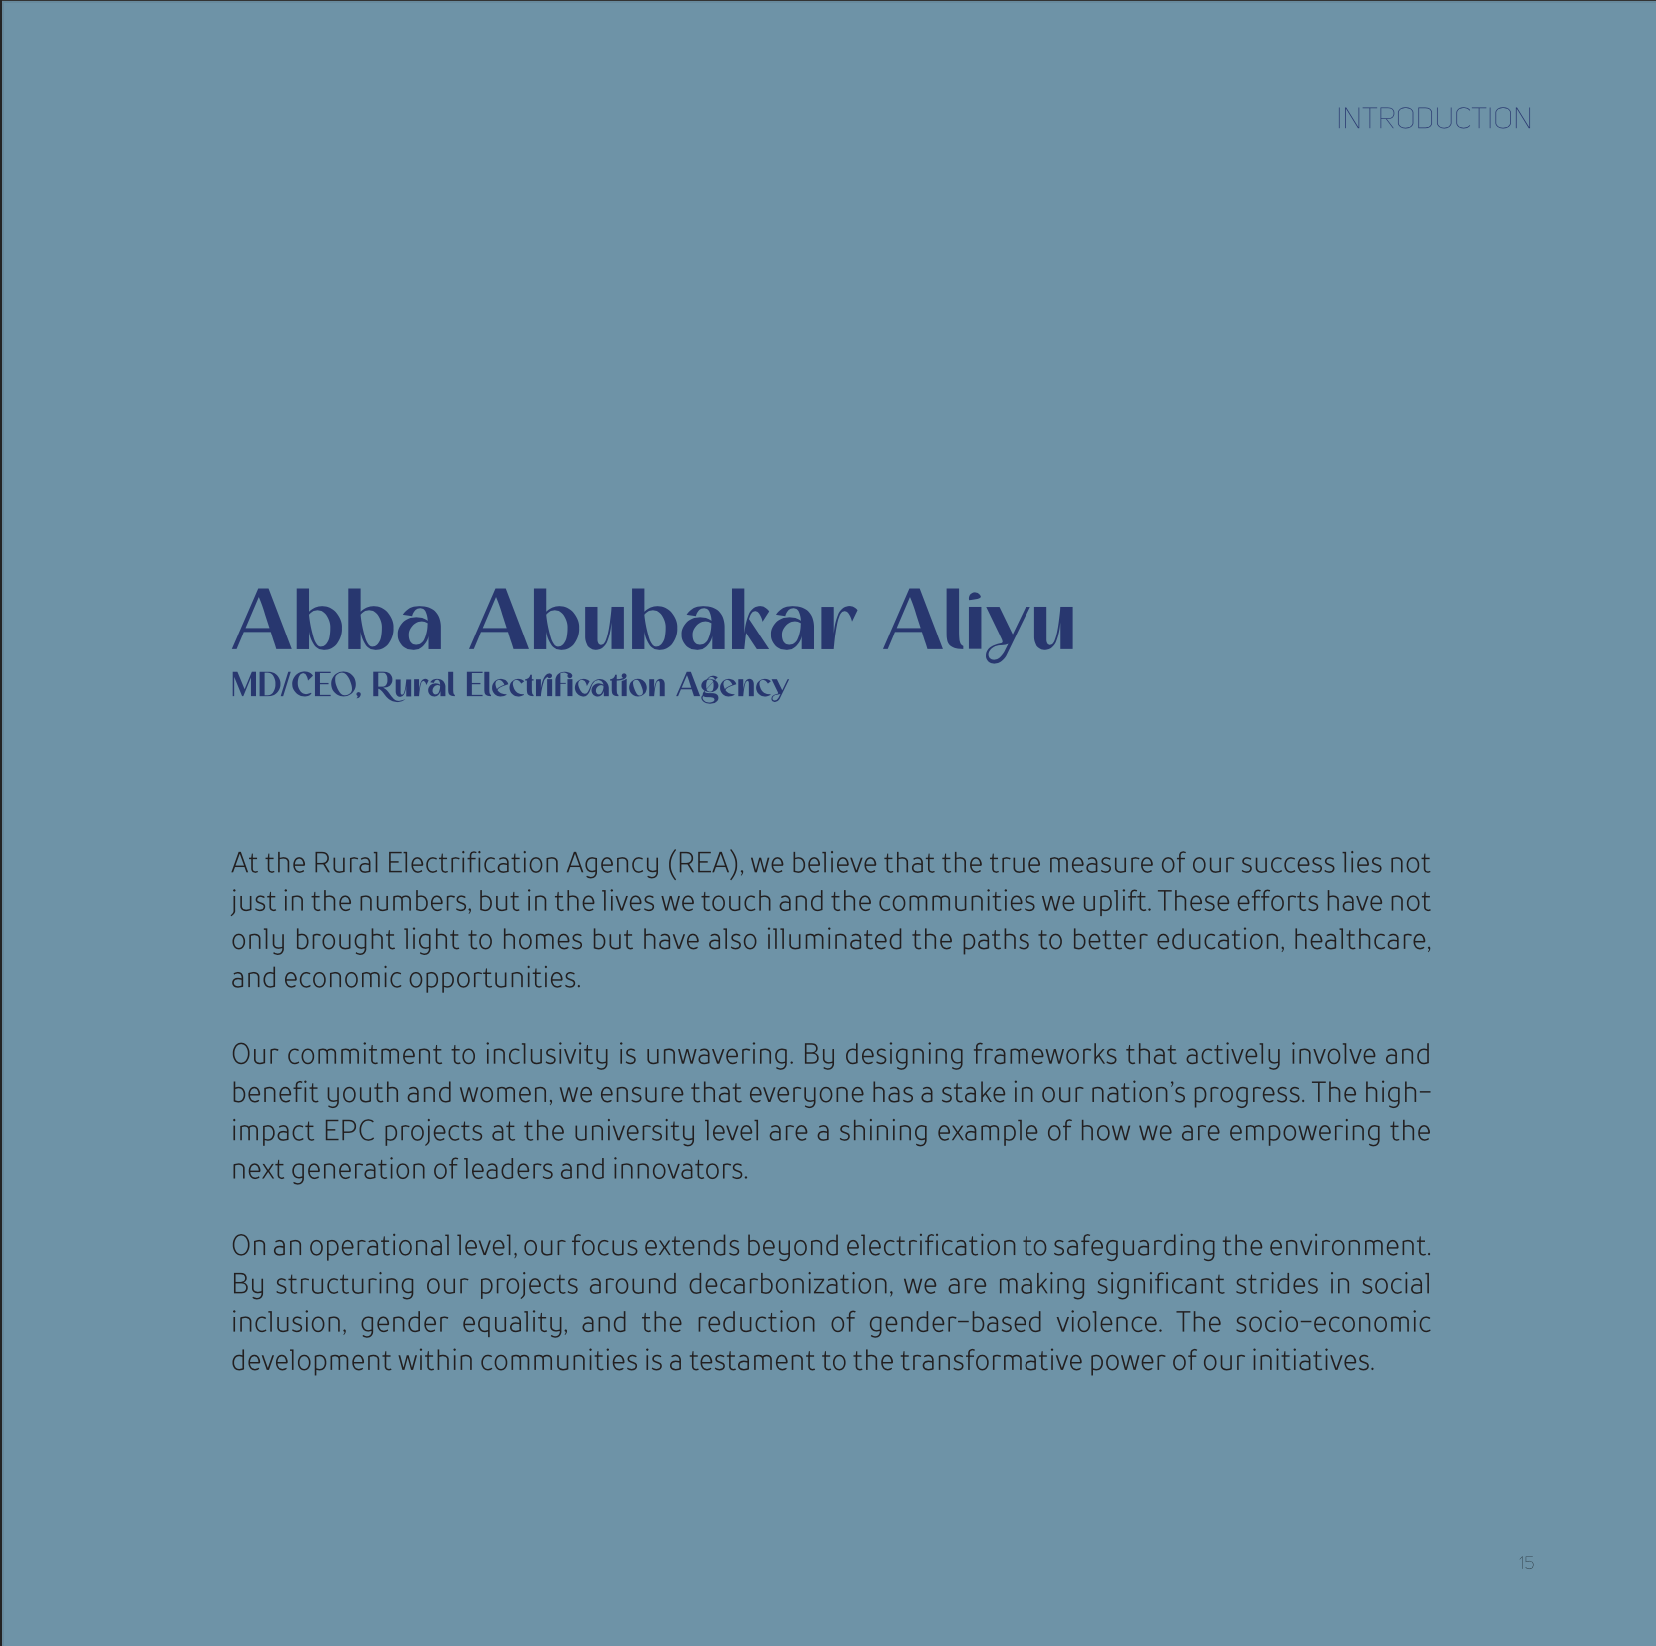 INTRODUCTION
Abba Abubakar Aliyu
MD/CEO, Rural Electrification Agency
At the Rural Electrification Agency (REA), we believe that the true measure of our success lies not
just in the numbers, but in the lives we touch and the communities we uplift. These efforts have not
only brought light to homes but have also illuminated the paths to better education, healthcare,
and economic opportunities.
Our commitment to inclusivity is unwavering. By designing frameworks that actively involve and
benefit youth and women, we ensure that everyone has a stake in our nation’s progress. The high-
impact EPC projects at the university level are a shining example of how we are empowering the
next generation of leaders and innovators.
On an operational level, our focus extends beyond electrification to safeguarding the environment.
By structuring our projects around decarbonization, we are making significant strides in social
inclusion, gender equality, and the reduction of gender-based violence. The socio-economic
development within communities is a testament to the transformative power of our initiatives.
15